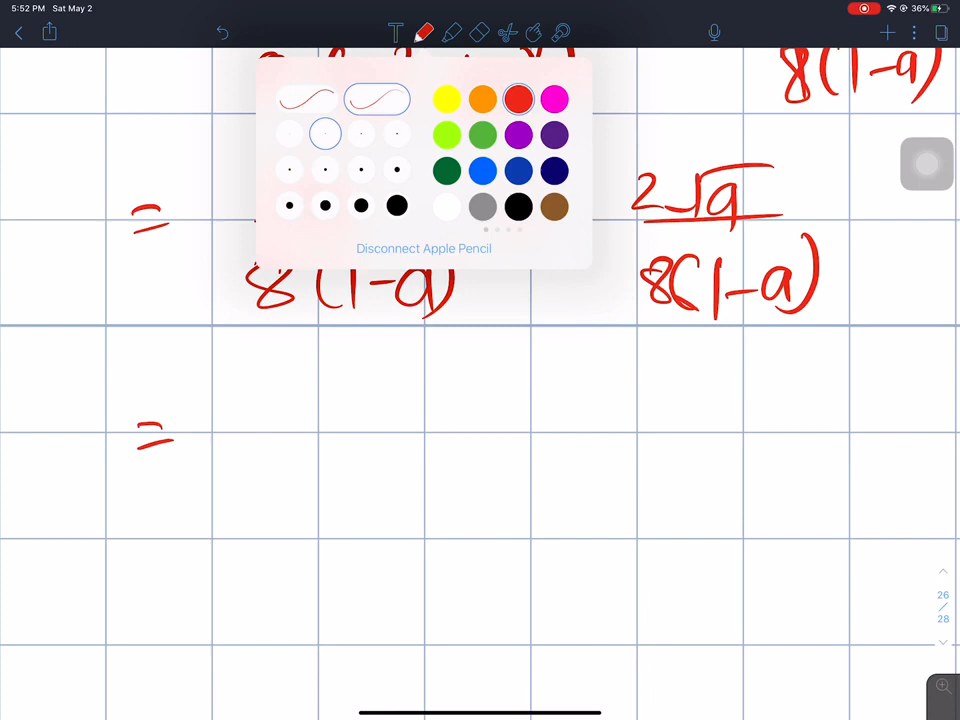 5:52 PM Sat May 2 36%
T
8(1-a)
= 2√a
8(1-a) 8(1-a)
Disconnect Apple Pencil
=
26
/
28